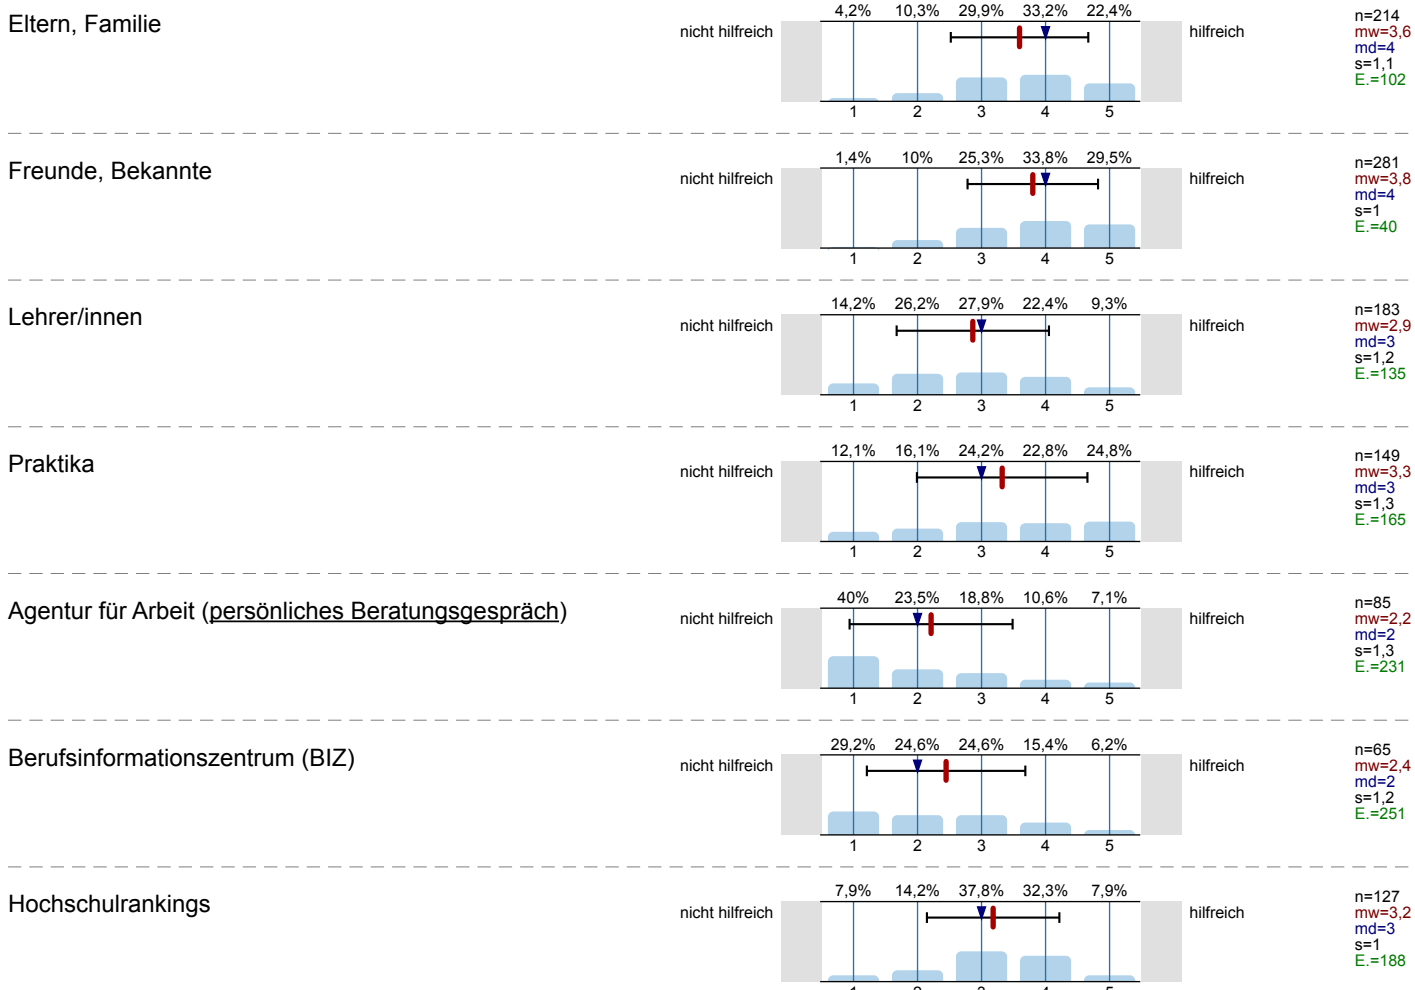 Eltern, Familie
nicht hilfreich
4,2% 10,3% 29,9% 33,2% 22,4%
1 2 3 4 5
hilfreich
n=214
mw=3,6
md=4
s=1,1
E.=102
Freunde, Bekannte
nicht hilfreich
1,4% 10% 25,3% 33,8% 29,5%
1 2 3 4 5
hilfreich
n=281
mw=3,8
md=4
s=1
E.=40
Lehrer/innen
nicht hilfreich
14,2% 26,2% 27,9% 22,4% 9,3%
1 2 3 4 5
hilfreich
n=183
mw=2,9
md=3
s=1,2
E.=135
Praktika
nicht hilfreich
12,1% 16,1% 24,2% 22,8% 24,8%
1 2 3 4 5
hilfreich
n=149
mw=3,3
md=3
s=1,3
E.=165
Agentur für Arbeit (persönliches Beratungsgespräch)
nicht hilfreich
40% 23,5% 18,8% 10,6% 7,1%
1 2 3 4 5
hilfreich
n=85
mw=2,2
md=2
s=1,3
E.=231
Berufsinformationszentrum (BIZ)
nicht hilfreich
29,2% 24,6% 24,6% 15,4% 6,2%
1 2 3 4 5
hilfreich
n=65
mw=2,4
md=2
s=1,2
E.=251
Hochschulrankings
nicht hilfreich
7,9% 14,2% 37,8% 32,3% 7,9%
1 2 3 4 5
hilfreich
n=127
mw=3,2
md=3
s=1
E.=188